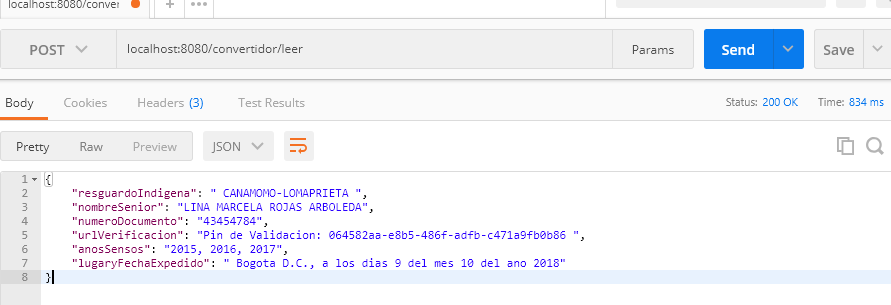 localhost:8080/conver
POST localhost:8080/convertidor/leer Params Send Save
Body Cookies Headers (3) Test Results Status: 200 OK Time: 834 ms
Pretty Raw Preview JSON
1 {
2 "resguardoIndigena": " CANAMOMO-LOMAPRIETA ",
3 "nombreSenior": "LINA MARCELA ROJAS ARBOLEDA",
4 "numeroDocumento": "43454784",
5 "urlVerificacion": "Pin de Validacion: 064582aa-e8b5-486f-adfb-c471a9fb0b86 ",
6 "anosSensos": "2015, 2016, 2017",
7 "lugaryFechaExpedido": " Bogota D.C., a los dias 9 del mes 10 del ano 2018"
8 }